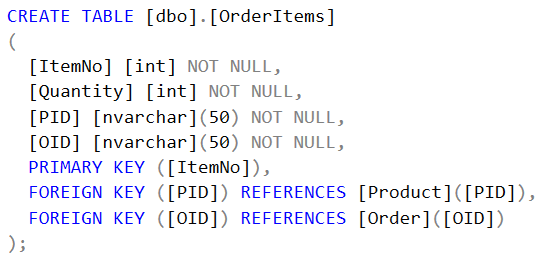 CREATE TABLE [dbo].[OrderItems]
(
  [ItemNo] [int] NOT NULL,
  [Quantity] [int] NOT NULL,
  [PID] [nvarchar](50) NOT NULL,
  [OID] [nvarchar](50) NOT NULL,
  PRIMARY KEY ([ItemNo]),
  FOREIGN KEY ([PID]) REFERENCES [Product]([PID]),
  FOREIGN KEY ([OID]) REFERENCES [Order]([OID])
);